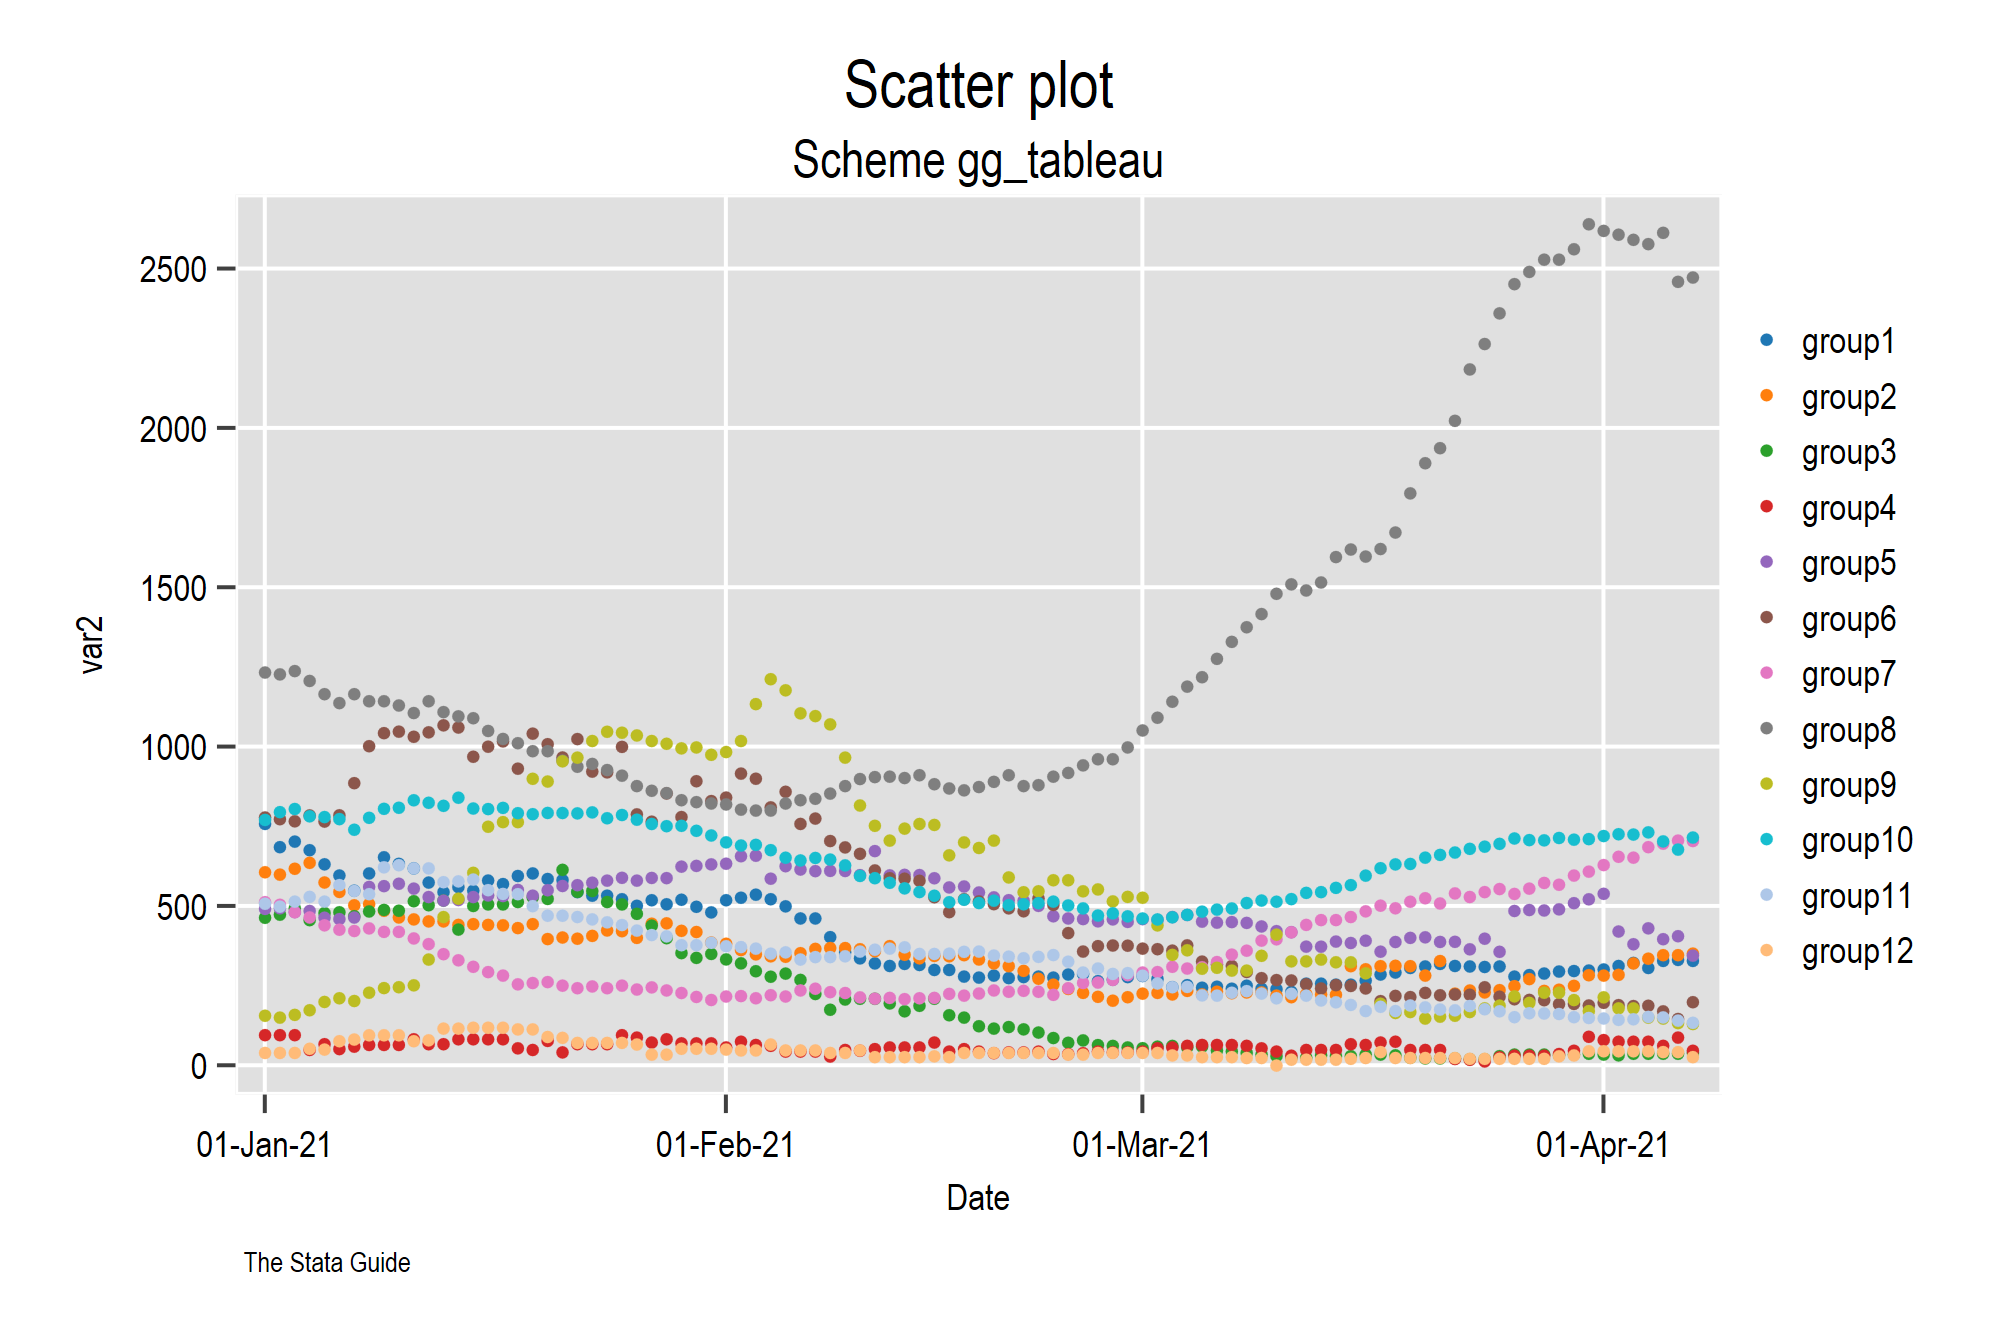 Scatter plot
Scheme gg_tableau
2500
2000
1500
1000
500
0
var2
01-Jan-21
01-Feb-21
01-Mar-21
01-Apr-21
Date
group1
group2
group3
group4
group5
group6
group7
group8
group9
group10
group11
group12
The Stata Guide